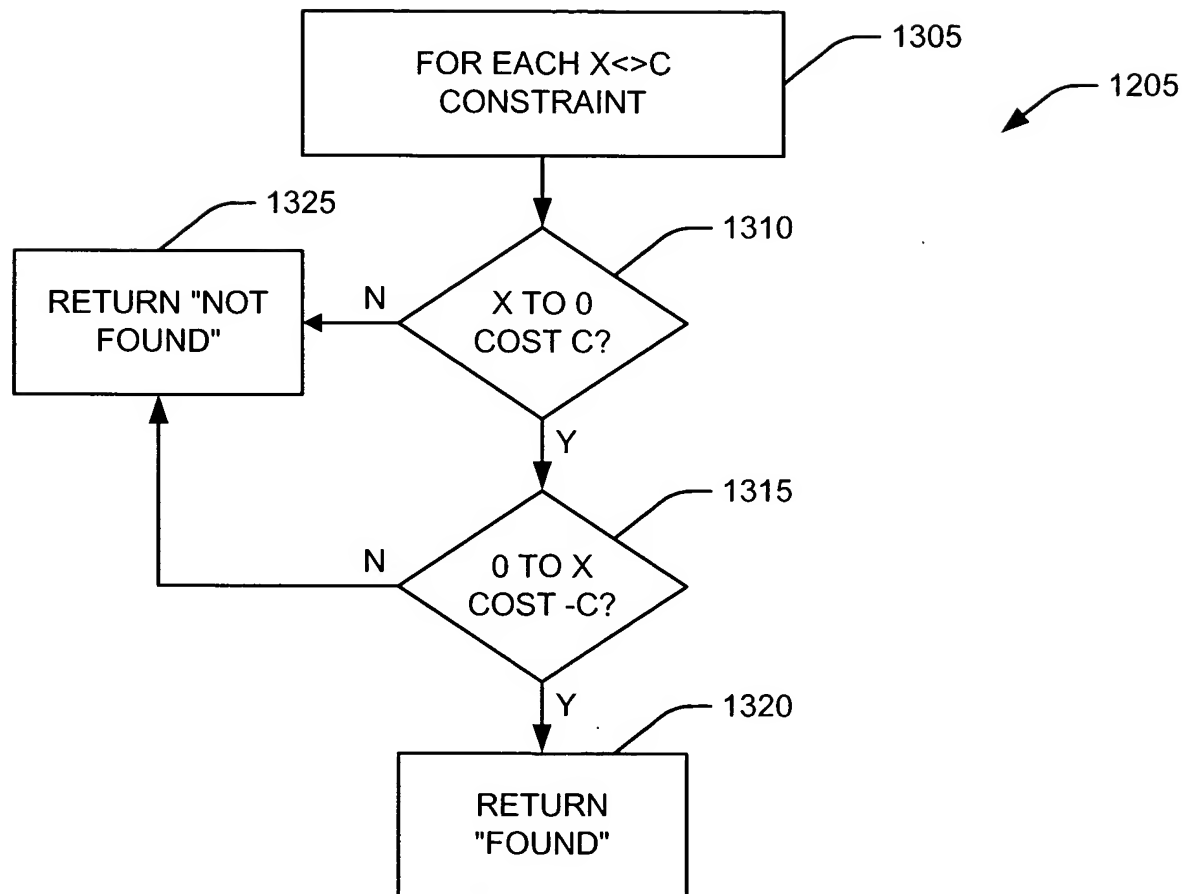 FOR EACH X<>C
CONSTRAINT
1305
1205
1325
1310
RETURN "NOT
FOUND"
N
X TO 0
COST C?
Y
1315
N
0 TO X
COST -C?
Y
1320
RETURN
"FOUND"